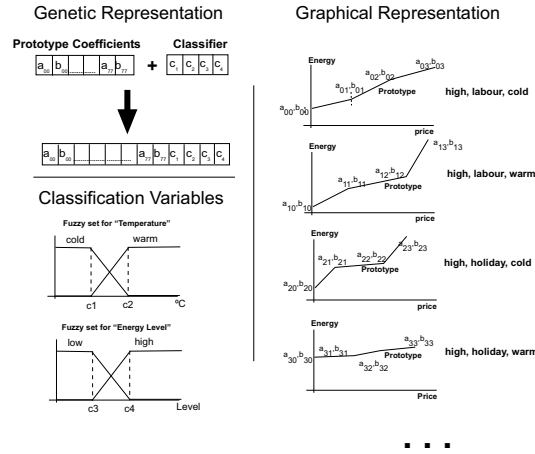 Genetic Representation
Prototype Coefficients
+
Classifier
a00 b00 ............... a77 b77
c1 c2 c3 c4
a00 b00 a77 b77 c1 c2 c3 c4
Classification Variables
Fuzzy set for "Temperature"
cold
warm
c1
c2
ºC
Fuzzy set for "Energy Level"
low
high
c3
c4
Level
Graphical Representation
Energy
a00,b00
a01,b01
a02,b02
a03,b03
Prototype
price
high, labour, cold
Energy
a10,b10
a11,b11
a12,b12
a13,b13
Prototype
price
high, labour, warm
Energy
a20,b20
a21,b21
a22,b22
a23,b23
Prototype
price
high, holiday, cold
Energy
a30,b30
a31,b31
a32,b32
a33,b33
Prototype
Price
high, holiday, warm
. . .